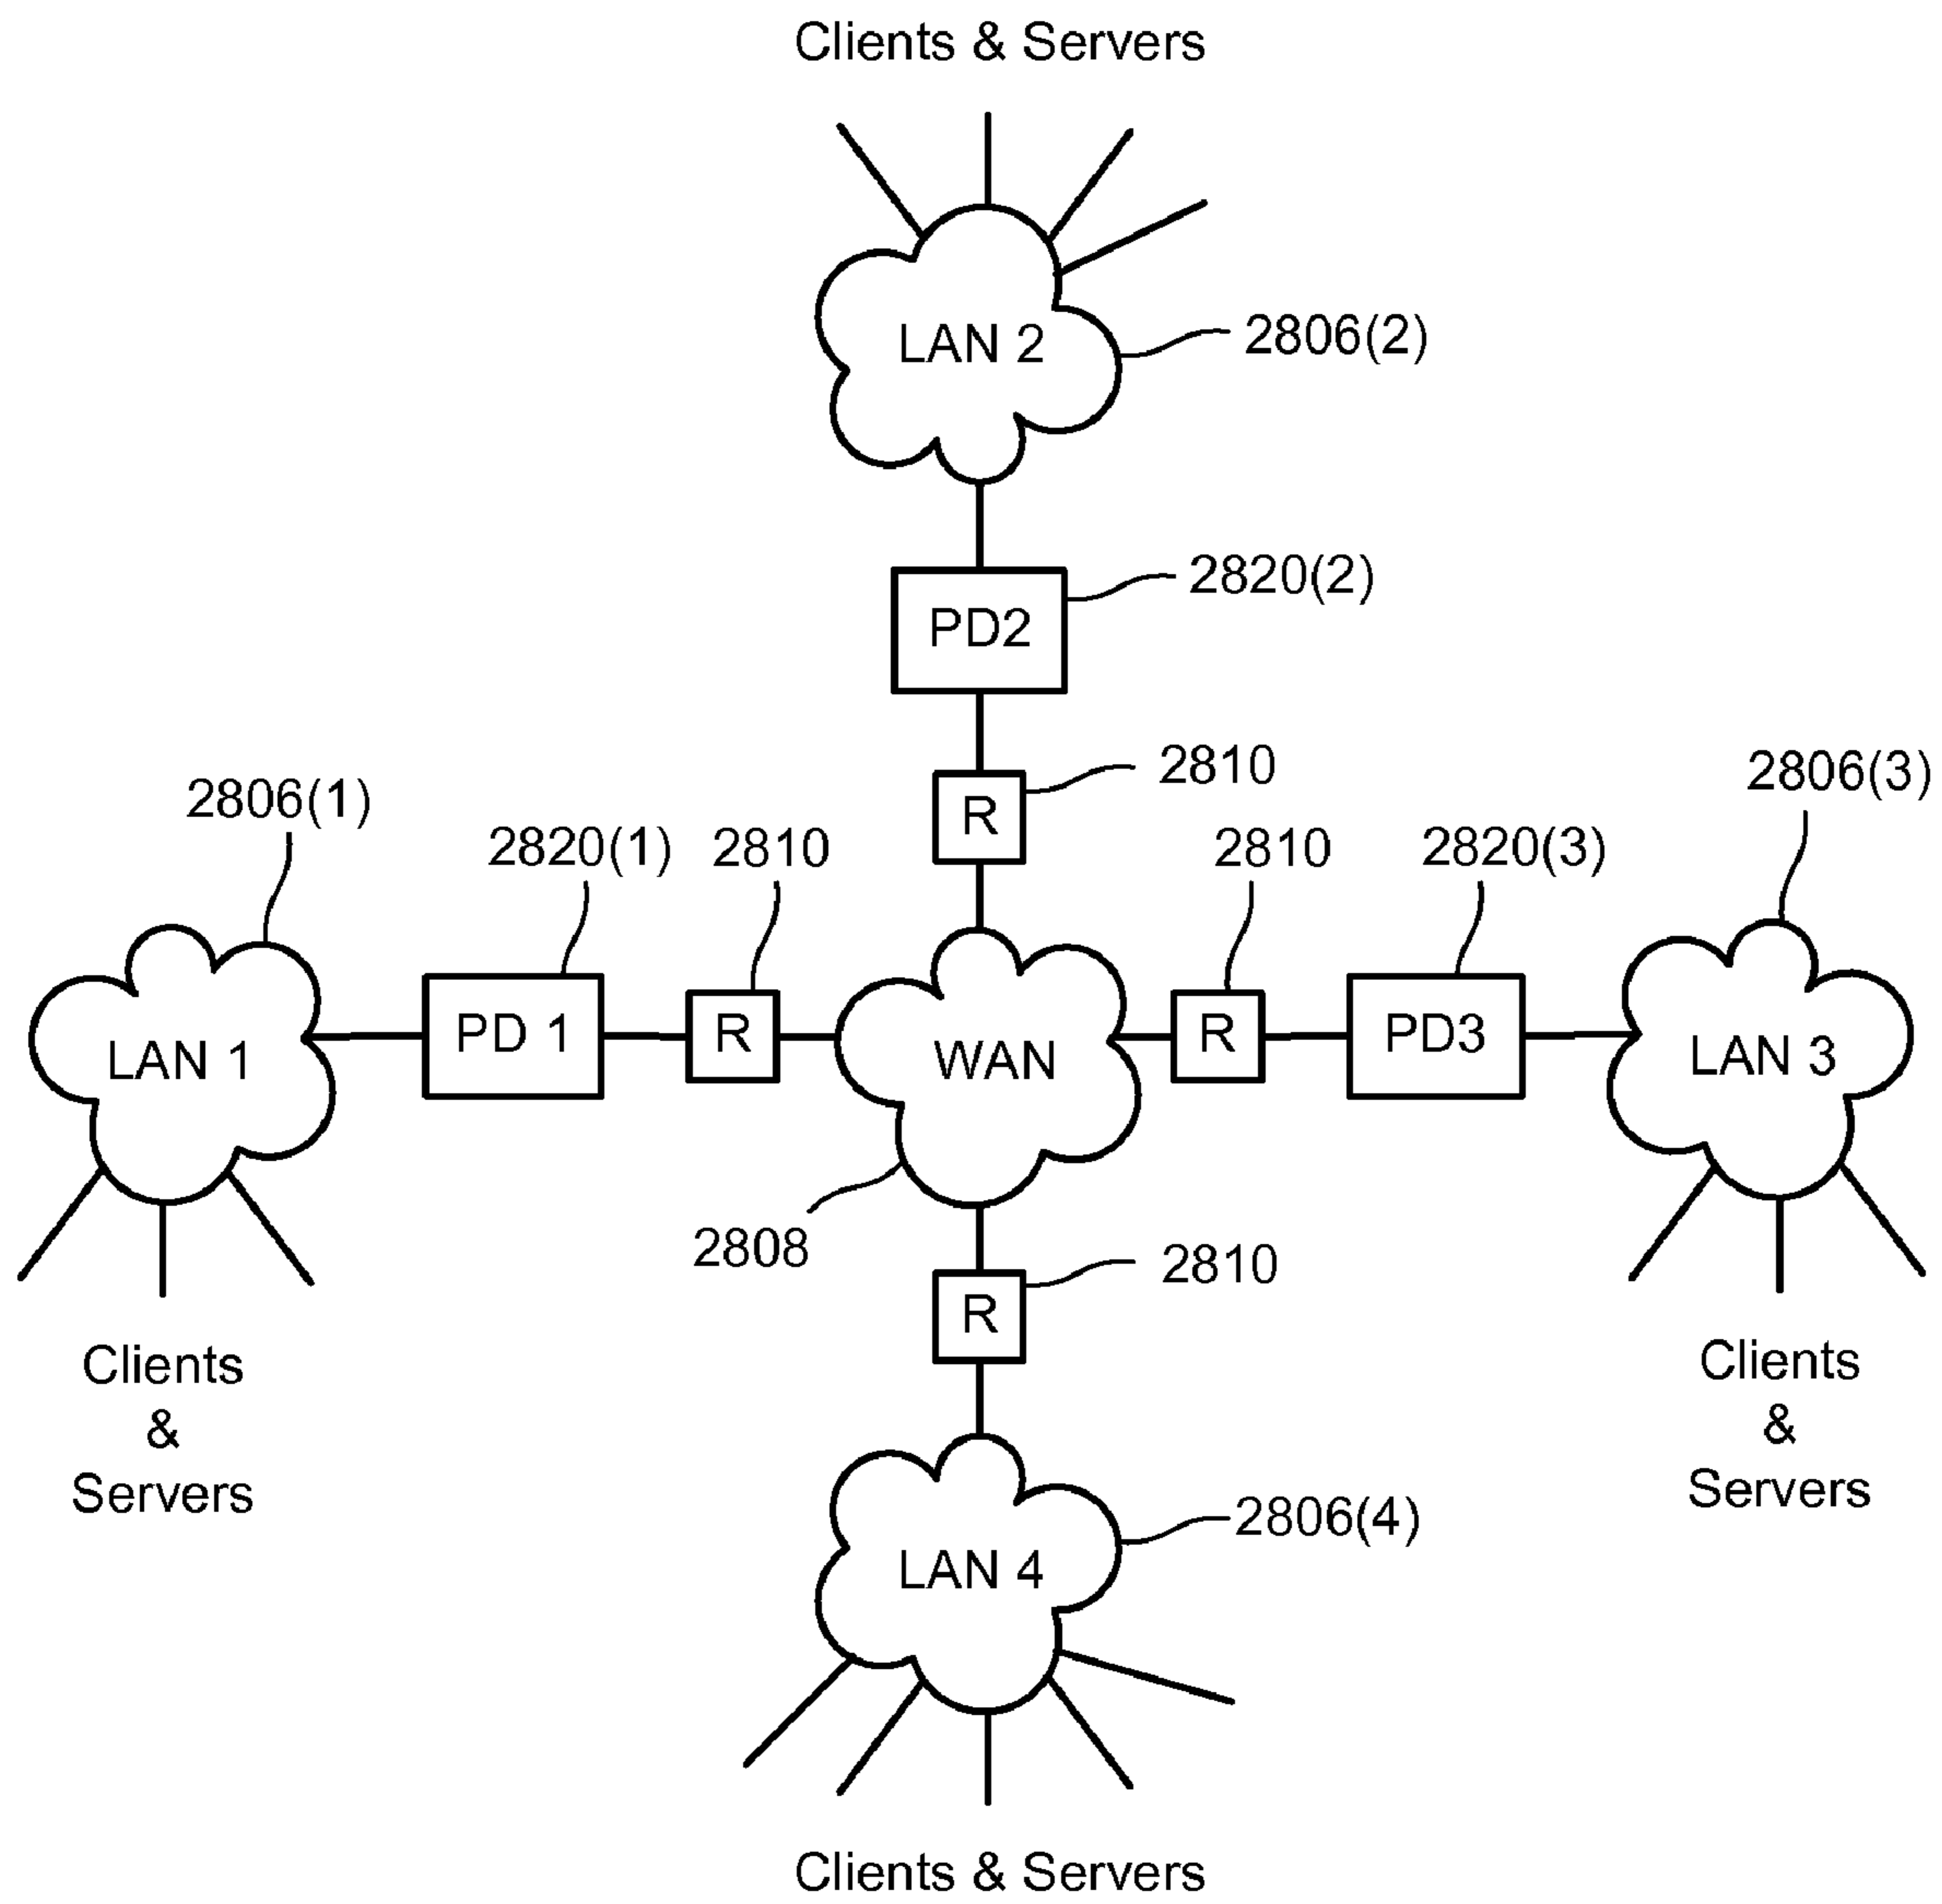 Clients & Servers
LAN 2
2806(2)
2820(2)
PD2
2810
R
2806(1)
2820(1)
2810
2810
2820(3)
2806(3)
LAN 1
PD 1
R
WAN
R
PD3
LAN 3
2808
2810
R
Clients
&
Servers
Clients
&
Servers
2806(4)
LAN 4
Clients & Servers